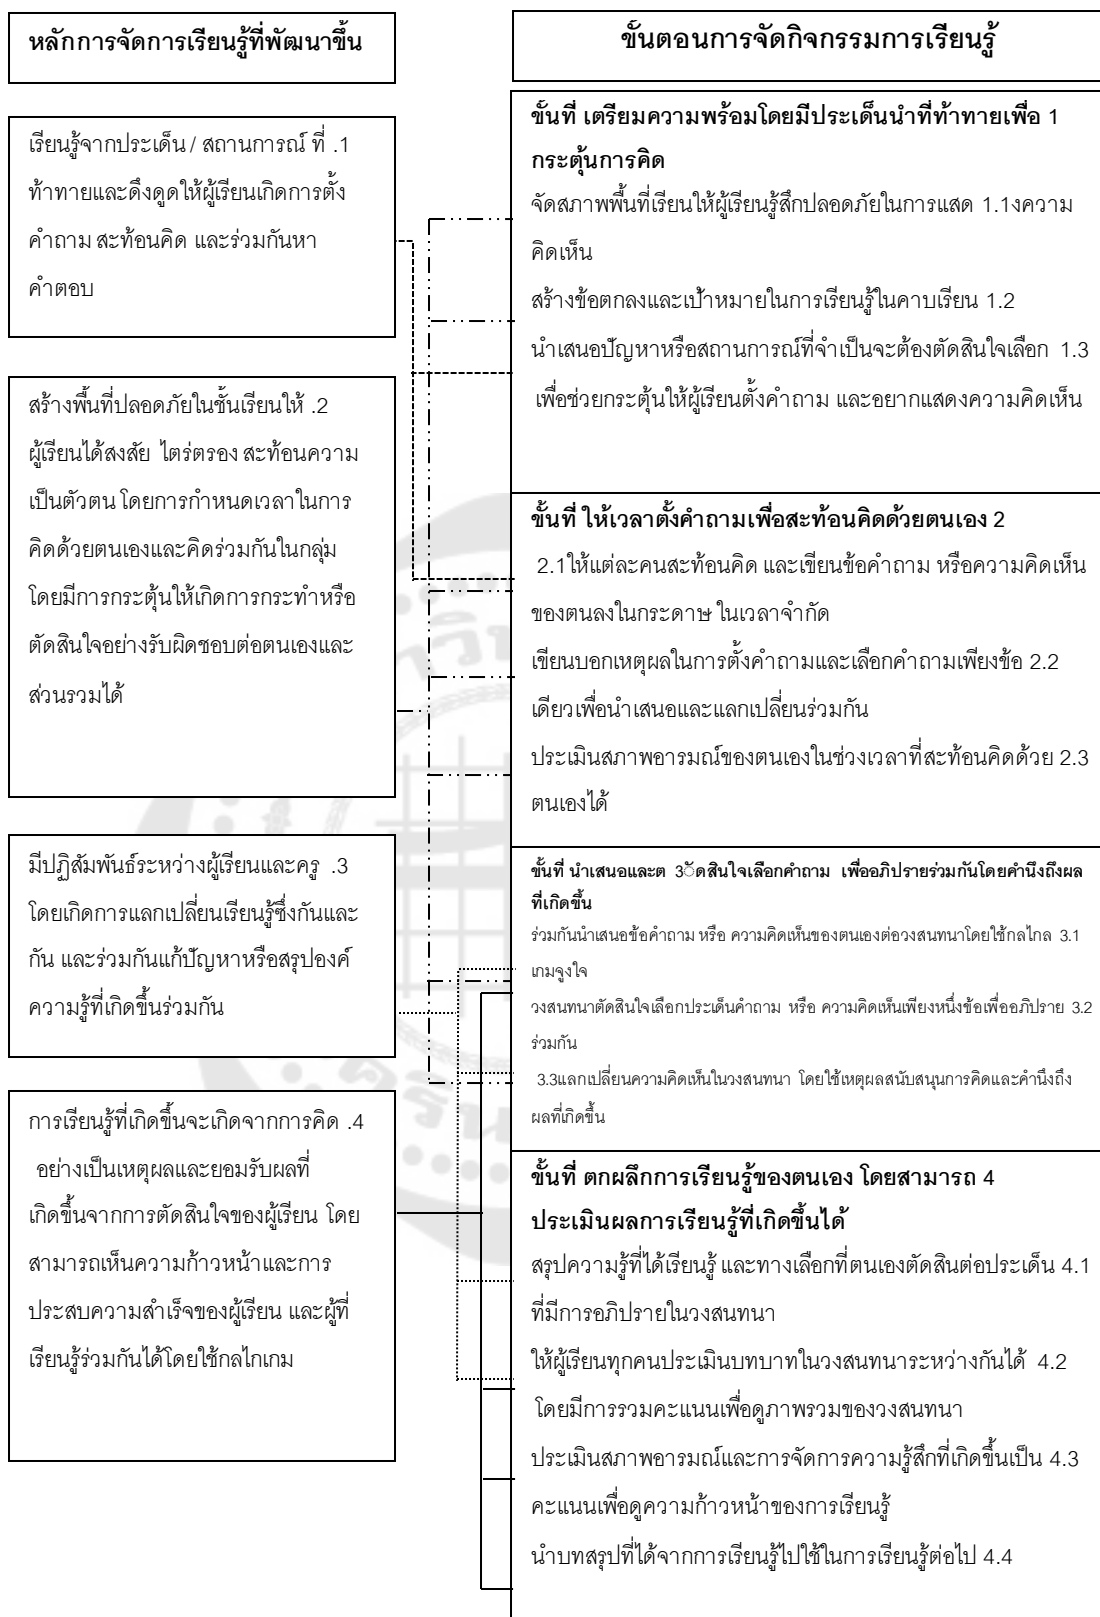 หลักการจัดการเรียนรู้ที่พัฒนาขึ้น
เรียนรู้จากประเด็น / สถานการณ์ ที่ .1
ท้าทายและดึงดูดให้ผู้เรียนเกิดการตั้ง
คำถาม สะท้อนคิด และร่วมกันหา
คำตอบ
สร้างพื้นที่ปลอดภัยในชั้นเรียนให้ .2
ผู้เรียนได้สงสัย ไตร่ตรอง สะท้อนความ
เป็นตัวตน โดยการกำหนดเวลาในการ
คิดด้วยตนเองและคิดร่วมกันในกลุ่ม
โดยมีการกระตุ้นให้เกิดการกระทำหรือ
ตัดสินใจอย่างรับผิดชอบต่อตนเองและ
ส่วนรวมได้
มีปฏิสัมพันธ์ระหว่างผู้เรียนและครู .3
โดยเกิดการแลกเปลี่ยนเรียนรู้ซึ่งกันและ
กัน และร่วมกันแก้ปัญหาหรือสรุปองค์
ความรู้ที่เกิดขึ้นร่วมกัน
การเรียนรู้ที่เกิดขึ้นจะเกิดจากการคิด .4
อย่างเป็นเหตุผลและยอมรับผลที่
เกิดขึ้นจากการตัดสินใจของผู้เรียน โดย
สามารถเห็นความก้าวหน้าและการ
ประสบความสำเร็จของผู้เรียน และผู้ที่
เรียนรู้ร่วมกันได้โดยใช้กลไกเกม
ขั้นตอนการจัดกิจกรรมการเรียนรู้
ขั้นที่ เตรียมความพร้อมโดยมีประเด็นนำที่ท้าทายเพื่อ 1
กระตุ้นการคิด
จัดสภาพพื้นที่เรียนให้ผู้เรียนรู้สึกปลอดภัยในการแสด 1.1งความ
คิดเห็น
สร้างข้อตกลงและเป้าหมายในการเรียนรู้ในคาบเรียน 1.2
นำเสนอปัญหาหรือสถานการณ์ที่จำเป็นจะต้องตัดสินใจเลือก 1.3
เพื่อช่วยกระตุ้นให้ผู้เรียนตั้งคำถาม และอยากแสดงความคิดเห็น
ขั้นที่ ให้เวลาตั้งคำถามเพื่อสะท้อนคิดด้วยตนเอง 2
2.1ให้แต่ละคนสะท้อนคิด และเขียนข้อคำถาม หรือความคิดเห็น
ของตนลงในกระดาษ ในเวลาจำกัด
เขียนบอกเหตุผลในการตั้งคำถามและเลือกคำถามเพียงข้อ 2.2
เดียวเพื่อนำเสนอและแลกเปลี่ยนร่วมกัน
ประเมินสภาพอารมณ์ของตนเองในช่วงเวลาที่สะท้อนคิดด้วย 2.3
ตนเองได้
ขั้นที่ นำเสนอและต 3ัดสินใจเลือกคำถาม เพื่ออภิปรายร่วมกันโดยคำนึงถึงผล
ที่เกิดขึ้น
ร่วมกันนำเสนอข้อคำถาม หรือ ความคิดเห็นของตนเองต่อวงสนทนาโดยใช้กลไกล 3.1
เกมจูงใจ
วงสนทนาตัดสินใจเลือกประเด็นคำถาม หรือ ความคิดเห็นเพียงหนึ่งข้อเพื่ออภิปราย 3.2
ร่วมกัน
3.3แลกเปลี่ยนความคิดเห็นในวงสนทนา โดยใช้เหตุผลสนับสนุนการคิดและคำนึงถึง
ผลที่เกิดขึ้น
ขั้นที่ ตกผลึกการเรียนรู้ของตนเอง โดยสามารถ 4
ประเมินผลการเรียนรู้ที่เกิดขึ้นได้
สรุปความรู้ที่ได้เรียนรู้ และทางเลือกที่ตนเองตัดสินต่อประเด็น 4.1
ที่มีการอภิปรายในวงสนทนา
ให้ผู้เรียนทุกคนประเมินบทบาทในวงสนทนาระหว่างกันได้ 4.2
โดยมีการรวมคะแนนเพื่อดูภาพรวมของวงสนทนา
ประเมินสภาพอารมณ์และการจัดการความรู้สึกที่เกิดขึ้นเป็น 4.3
คะแนนเพื่อดูความก้าวหน้าของการเรียนรู้
นำบทสรุปที่ได้จากการเรียนรู้ไปใช้ในการเรียนรู้ต่อไป 4.4